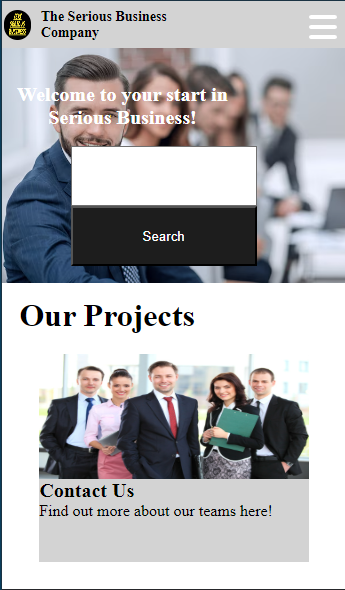 The Serious Business
Company
Welcome to your start in
Serious Business!
Search
Our Projects
Contact Us
Find out more about our teams here!